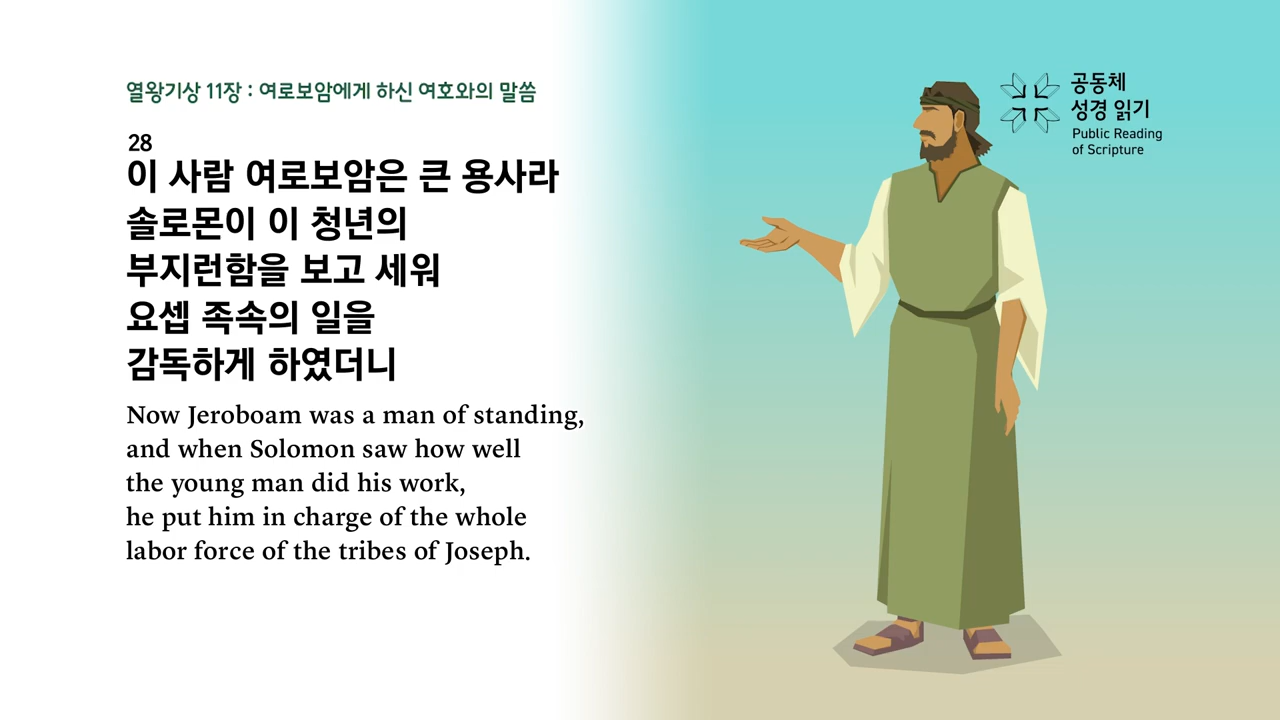 열왕기상 11장 : 여로보암에게 하신 여호와의 말씀
28
이 사람 여로보암은 큰 용사라
솔로몬이 이 청년의
부지런함을 보고 세워
요셉 족속의 일을
감독하게 하였더니
Now Jeroboam was a man of standing,
and when Solomon saw how well
the young man did his work,
he put him in charge of the whole
labor force of the tribes of Joseph.
공동체
성경 읽기
Public Reading
of Scripture